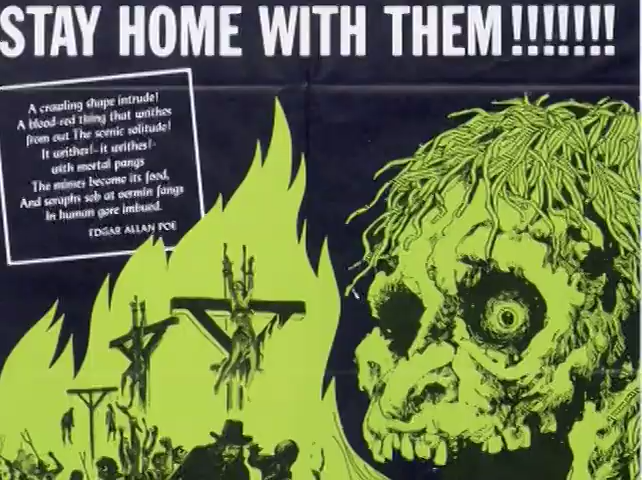 STAY HOME WITH THEM!!!!!!!
A crawling shape intrude!
A blood-red thing that writhes
from out The scenic solitude!
It writhes!-it writhes!-
with mortal pangs
The mimes become its food,
And seraphs sob at vermin fangs
In human gore imbued.
EDGAR ALLAN POE